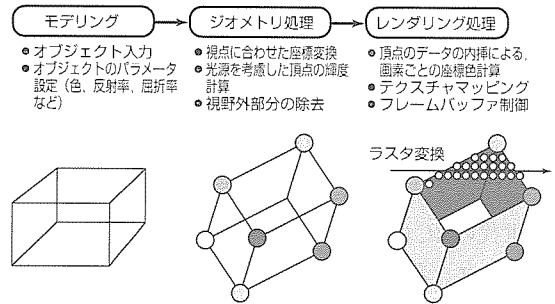 モデリング
ジオメトリ処理
レンダリング処理
オブジェクト入力
オブジェクトのパラメータ
設定（色、反射率、屈折率
など）
視点に合わせた座標変換
光源を考慮した頂点の輝度
計算
視野外部分の除去
頂点のデータの内挿による、
画素ごとの座標色計算
テクスチャマッピング
フレームバッファ制御
ラスタ変換